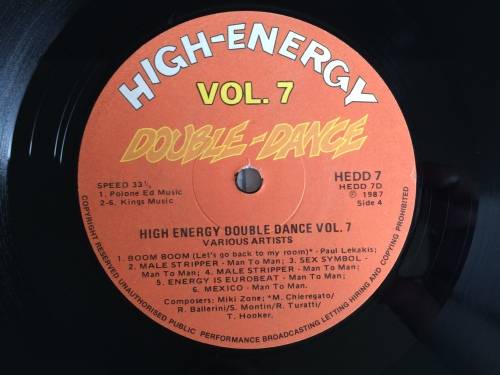 HIGH-ENERGY
VOL. 7
DOUBLE-DANCE
SPEED 33⅓
1. Polone Ed Music
2-6. Kings Music
HEDD 7
HEDD 7D
Ⓟ 1987
Side 4
HIGH ENERGY DOUBLE DANCE VOL. 7
VARIOUS ARTISTS
1. BOOM BOOM (Let's go back to my room)* - Paul Lekakis;
2. MALE STRIPPER - Man To Man; 3. SEX SYMBOL -
Man To Man; 4. MALE STRIPPER - Man To Man;
5. ENERGY IS EUROBEAT - Man To Man;
6. MEXICO - Man To Man.
Composers: Miki Zone; *M. Chieregato/
R. Ballerini/S. Montin/R. Turatti/
T. Hooker.
COPYRIGHT RESERVED UNAUTHORISED PUBLIC PERFORMANCE BROADCASTING LETTING HIRING AND COPYING PROHIBITED